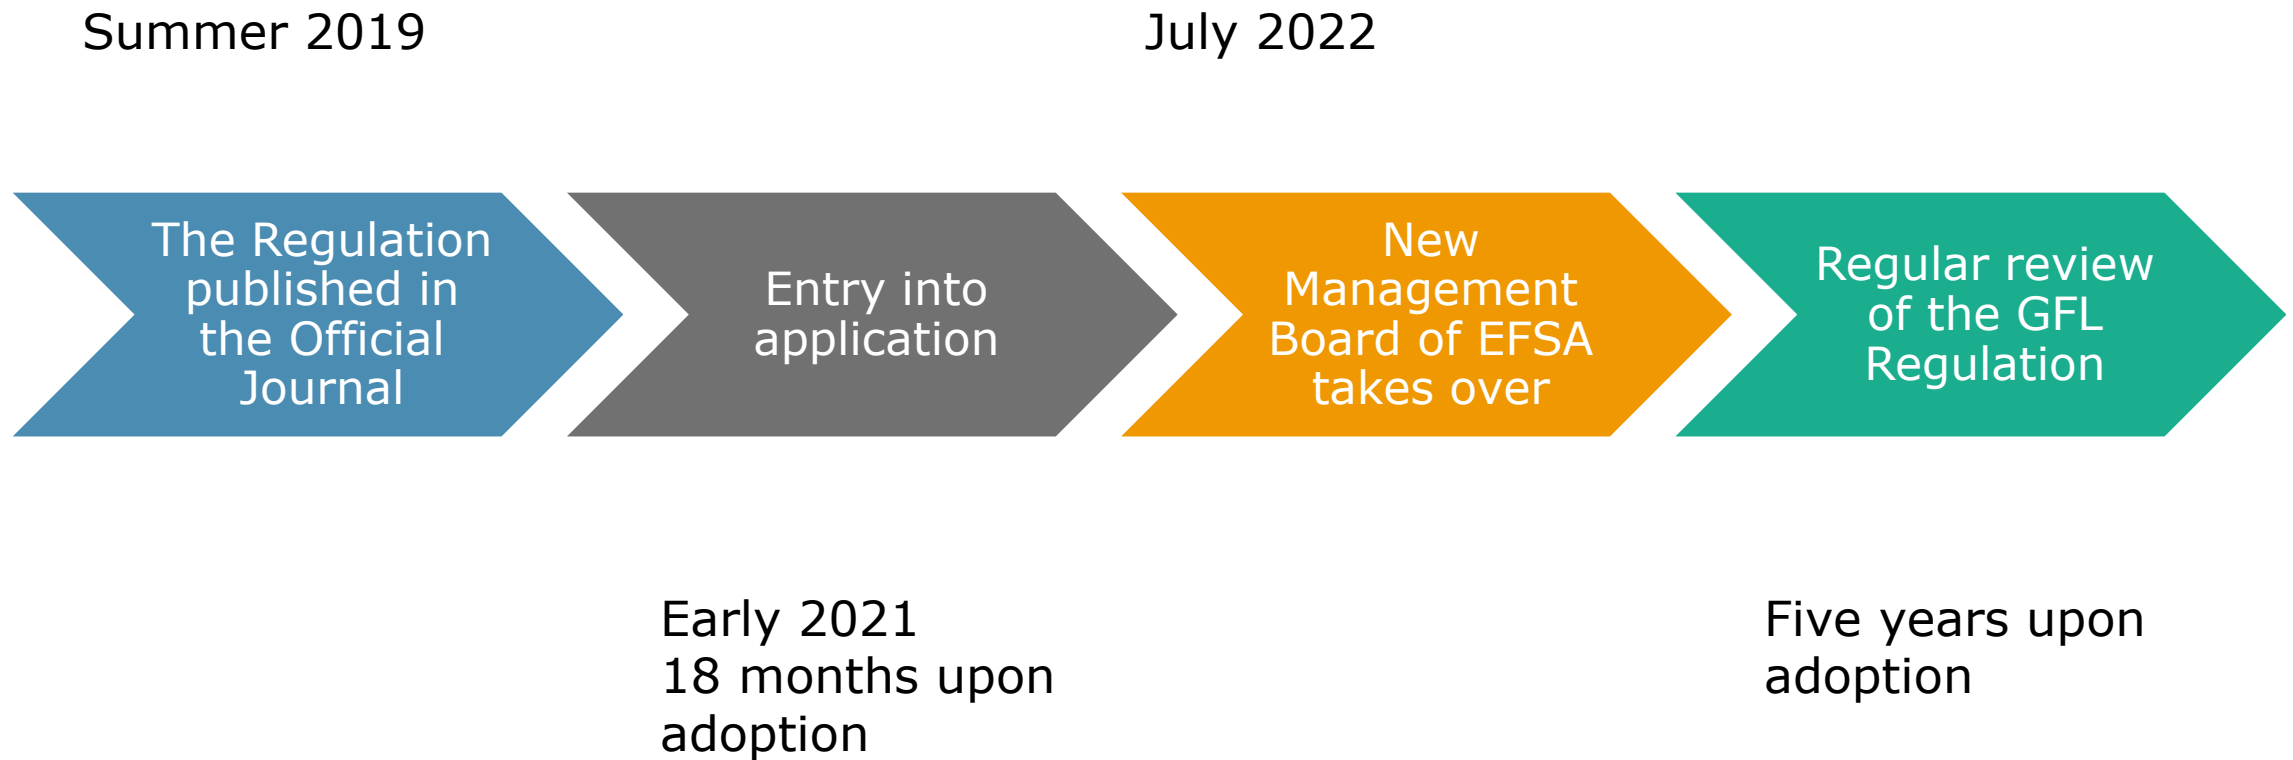 Summer 2019
July 2022
The Regulation
published in
the Official
Journal
Entry into
application
New
Management
Board of EFSA
takes over
Regular review
of the GFL
Regulation
Early 2021
18 months upon
adoption
Five years upon
adoption